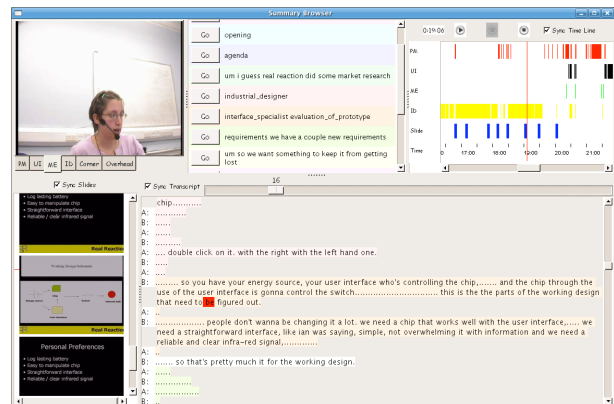 Summary Browser
Go opening
Go agenda
Go um i guess real reaction did some market research
Go industrial_designer
Go interface_specialist evaluation_of_prototype
Go requirements we have a couple new requirements
Go um so we want something to keep it from getting
lost
PM UI ME ID Corner Overhead
0:19:06 Sync Time Line
PM
UI
ME
ID
Slide
Time 0 17:00 18:00 19:00 20:00 21:00
Sync Slides
Sync Transcript 16
• Log lasting battery
• Easy to manipulate chip
• Straightforward interface
• Reliable / clear infrared signal
Real Reaction
Working Design Schematic
Real Reaction
Personal Preferences
• Log lasting battery
• Easy to manipulate chip
• Straightforward interface
• Reliable / clear infrared signal
chip...........
A: ............
B: ......
A: ......
B: ..........
A: .... double click on it. with the right with the left hand one.
B: .....
A: ....
B: ......... so you have your energy source, your user interface who's controlling the chip,....... and the chip through the
use of the user interface is gonna control the switch............................ this is the the parts of the working design
that need to be figured out.
A: ..
B: ................... people don't wanna be changing it a lot. we need a chip that works well with the user interface,..... we
need a straightforward interface, like ian was saying, simple, not overwhelming it with information and we need a
reliable and clear infra-red signal,.............
A: ..
B: ....... so that's pretty much it for the working design.
A: ......
B: .............
A: ................
B: ..